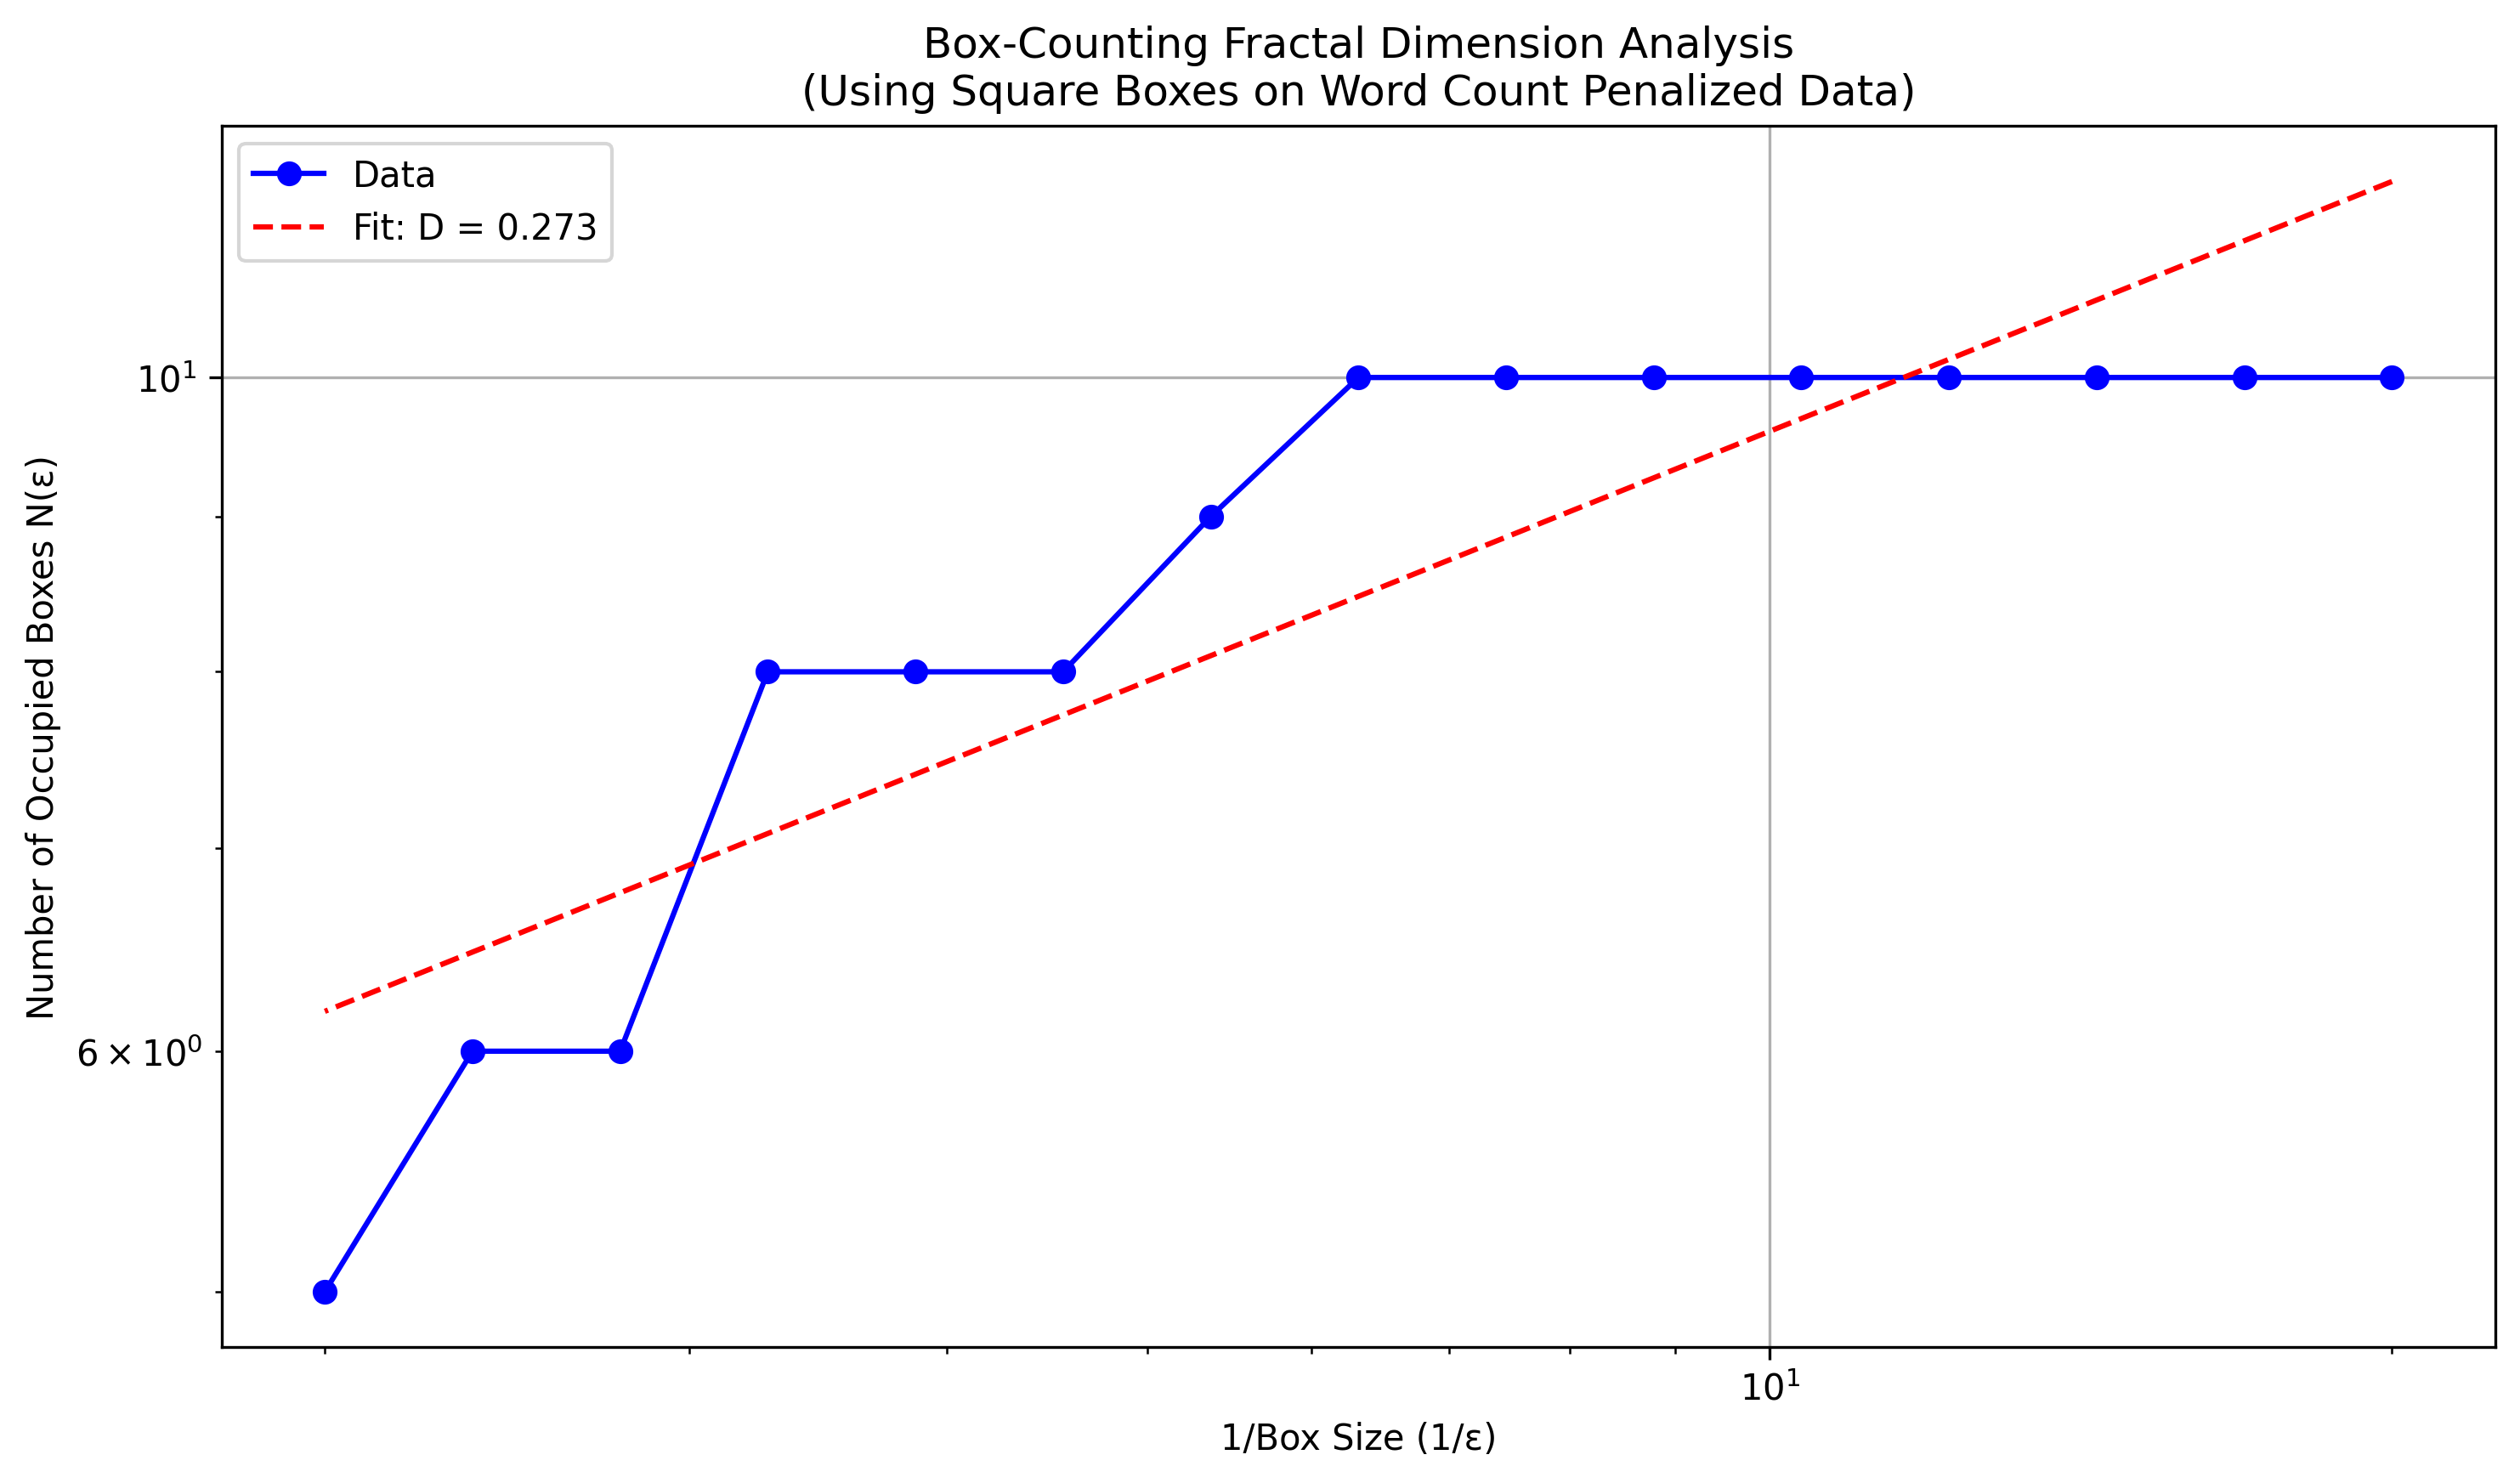 Box-Counting Fractal Dimension Analysis
(Using Square Boxes on Word Count Penalized Data)
Data
Fit: D = 0.273
10¹
6 × 10⁰
Number of Occupied Boxes N(ε)
10¹
1/Box Size (1/ε)